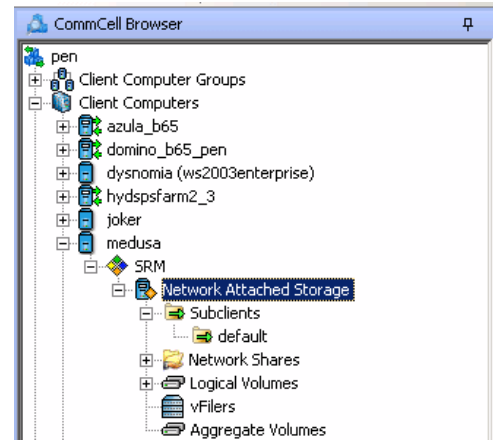 CommCell Browser
pen
Client Computer Groups
Client Computers
azula_b65
domino_b65_pen
dysnomia (ws2003enterprise)
hydspsfarm2_3
joker
medusa
SRM
Network Attached Storage
Subclients
default
Network Shares
Logical Volumes
vFilers
Aggregate Volumes